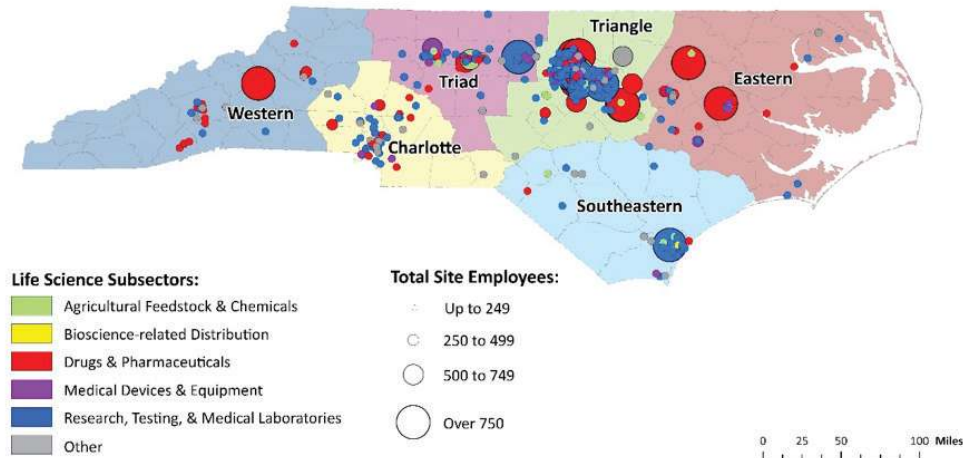 Triangle
Eastern
Triad
Western
Charlotte
Southeastern
Life Science Subsectors:
Agricultural Feedstock & Chemicals
Bioscience-related Distribution
Drugs & Pharmaceuticals
Medical Devices & Equipment
Research, Testing, & Medical Laboratories
Other
Total Site Employees:
Up to 249
250 to 499
500 to 749
Over 750
0 25 50 100 Miles